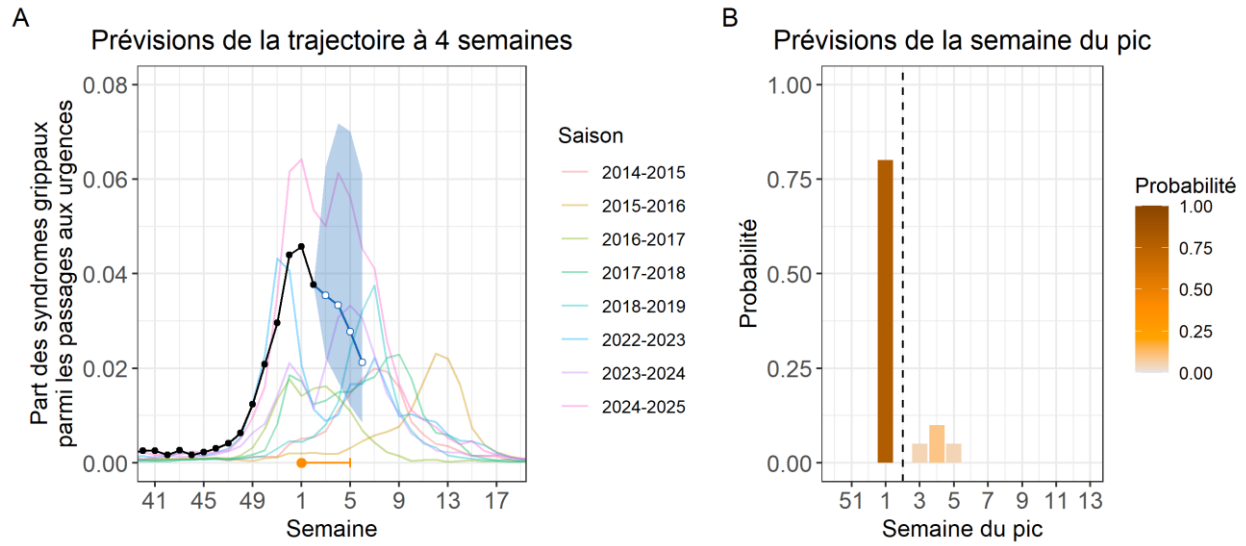 A
Prévisions de la trajectoire à 4 semaines
Part des syndromes grippaux
parmi les passages aux urgences
0.08
0.06
0.04
0.02
0.00
41 45 49 1 5 9 13 17
Semaine
Saison
2014-2015
2015-2016
2016-2017
2017-2018
2018-2019
2022-2023
2023-2024
2024-2025
B
Prévisions de la semaine du pic
Probabilité
1.00
0.75
0.50
0.25
0.00
51 1 3 5 7 9 11 13
Semaine du pic
Probabilité
1.00
0.75
0.50
0.25
0.00